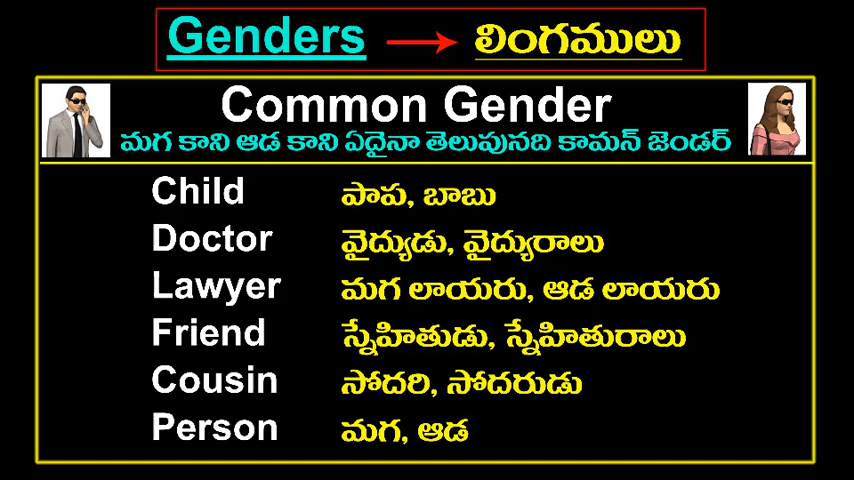 Genders → లింగములు
Common Gender
మగ కాని ఆడ కాని ఏదైనా తెలుపునది కామన్ జెండర్
Child పాప, బాబు
Doctor వైద్యుడు, వైద్యురాలు
Lawyer మగ లాయరు, ఆడ లాయరు
Friend స్నేహితుడు, స్నేహితురాలు
Cousin సోదరి, సోదరుడు
Person మగ, ఆడ